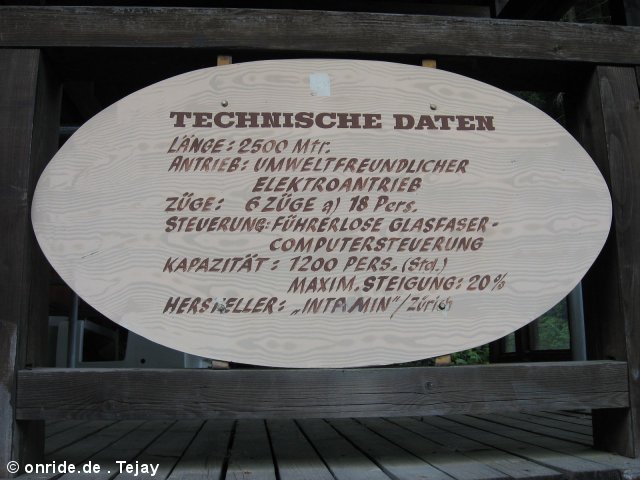 TECHNISCHE DATEN
LÄNGE: 2500 Mtr.
ANTRIEB: UMWELTFREUNDLICHER
ELEKTROANTRIEB
ZÜGE: 6 ZÜGE a) 18 Pers.
STEUERUNG: FÜHRERLOSE GLASFASER-
COMPUTERSTEUERUNG
KAPAZITÄT: 1200 PERS. (Std.)
MAXIM. STEIGUNG: 20%
HERSTELLER: „INTAMIN"/Zürich
© onride.de . Tejay